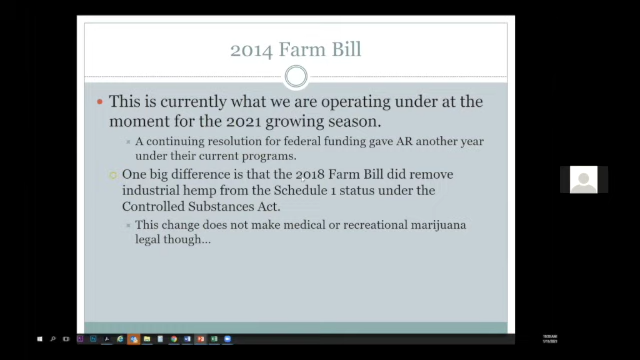 2014 Farm Bill
This is currently what we are operating under at the
moment for the 2021 growing season.
A continuing resolution for federal funding gave AR another year
under their current programs.
One big difference is that the 2018 Farm Bill did remove
industrial hemp from the Schedule 1 status under the
Controlled Substances Act.
This change does not make medical or recreational marijuana
legal though...